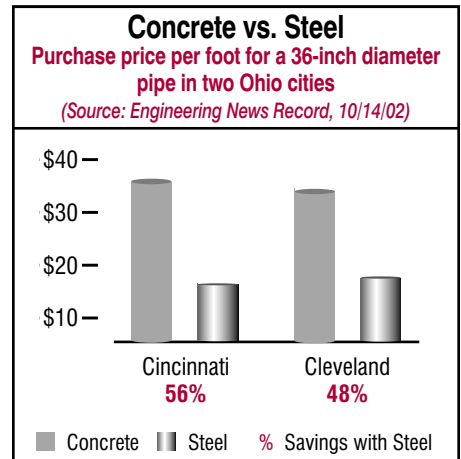 Concrete vs. Steel
Purchase price per foot for a 36-inch diameter
pipe in two Ohio cities
(Source: Engineering News Record, 10/14/02)
$40
$30
$20
$10
Cincinnati Cleveland
56% 48%
Concrete Steel % Savings with Steel